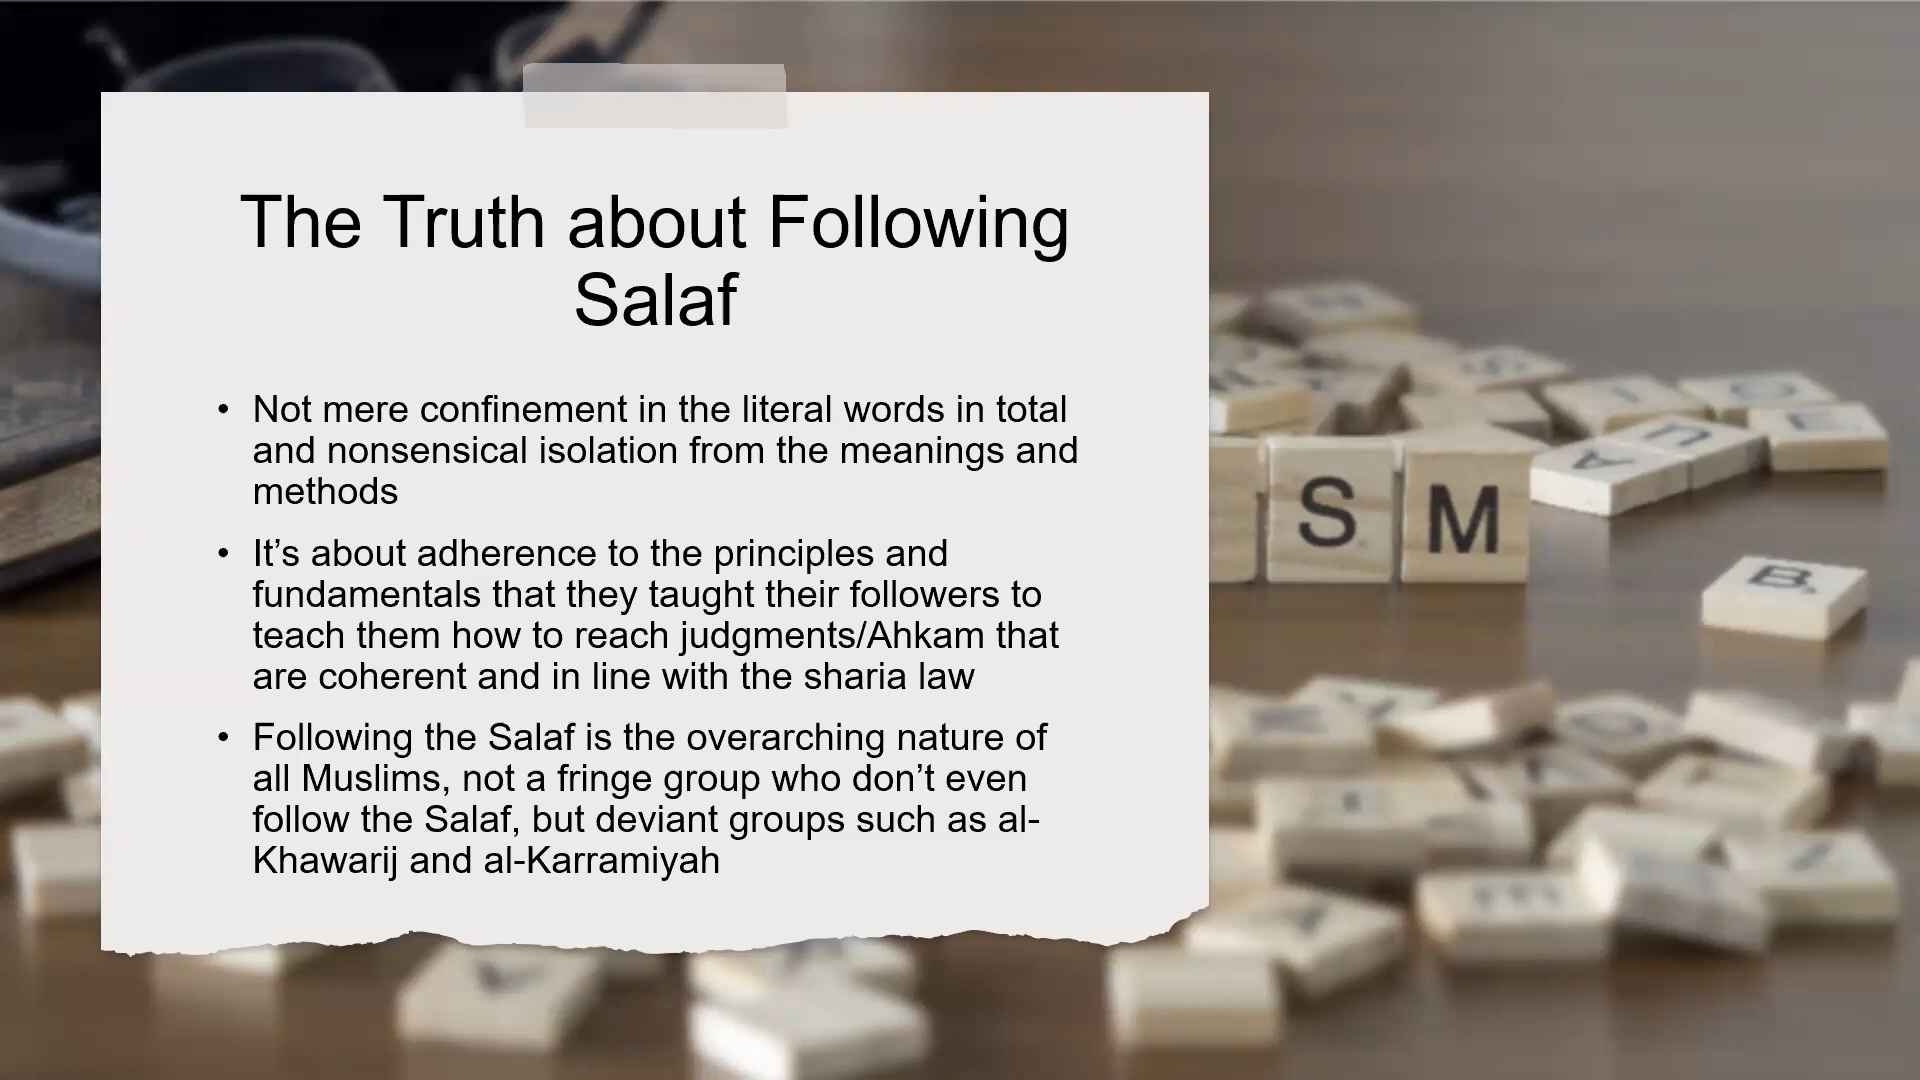 The Truth about Following
Salaf
• Not mere confinement in the literal words in total
and nonsensical isolation from the meanings and
methods
• It’s about adherence to the principles and
fundamentals that they taught their followers to
teach them how to reach judgments/Ahkam that
are coherent and in line with the sharia law
• Following the Salaf is the overarching nature of
all Muslims, not a fringe group who don’t even
follow the Salaf, but deviant groups such as al-
Khawarij and al-Karramiyah
S M
A U E
B